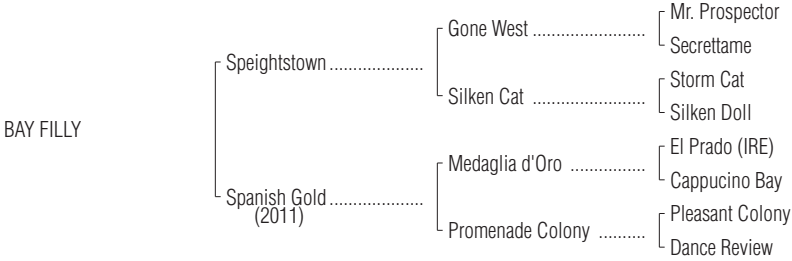 Mr. Prospector
Gone West ........................
Secrettame
Speightstown ....................
Storm Cat
Silken Cat ........................
Silken Doll
BAY FILLY
El Prado (IRE)
Medaglia d'Oro ................
Cappucino Bay
Spanish Gold ....................
(2011)
Pleasant Colony
Promenade Colony ..........
Dance Review